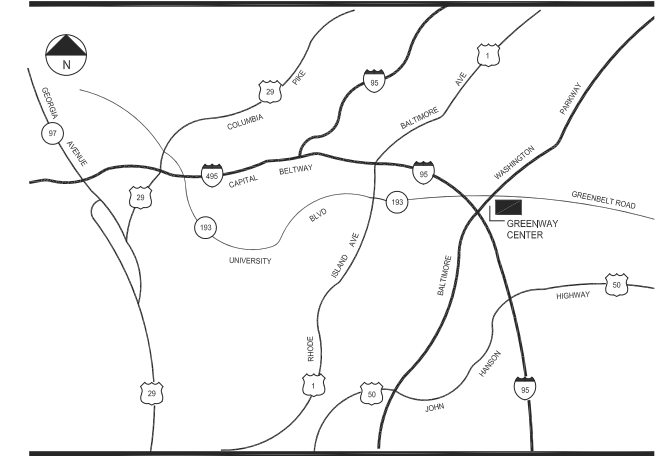 N
GEORGIA
AVENUE
97
29
COLUMBIA
PIKE
95
BALTIMORE
AVE
1
PARKWAY
WASHINGTON
495
CAPITAL
BELTWAY
95
29
193
UNIVERSITY
BLVD
193
GREENBELT ROAD
GREENWAY
CENTER
ISLAND
AVE
RHODE
BALTIMORE
50
HIGHWAY
HANSON
JOHN
29
1
50
95